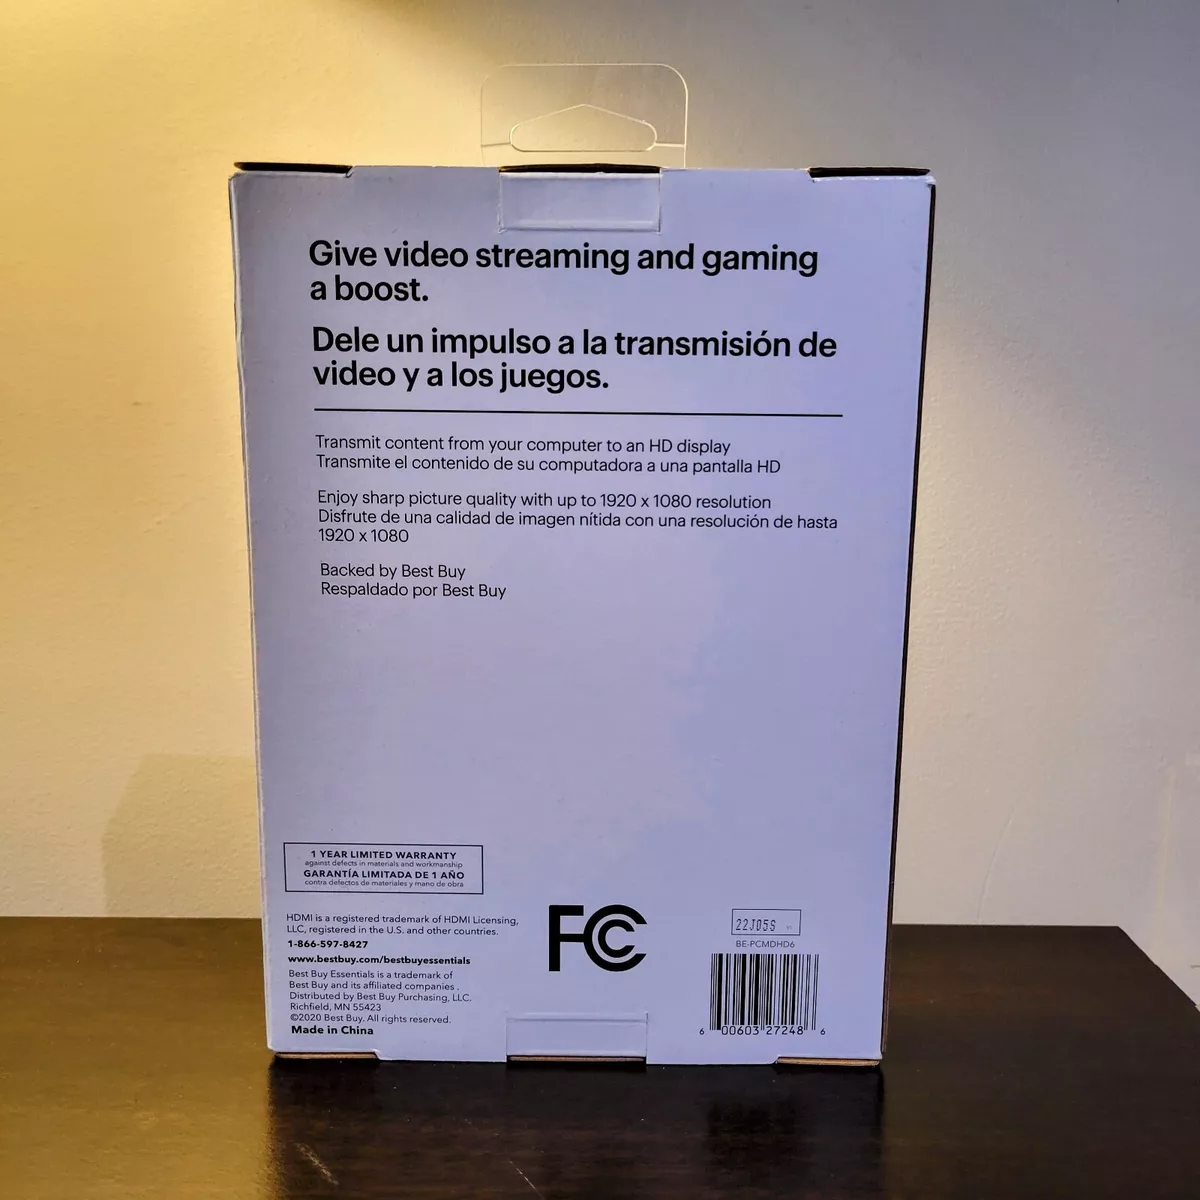 Give video streaming and gaming
a boost.
Dele un impulso a la transmisión de
video y a los juegos.
Transmit content from your computer to an HD display
Transmite el contenido de su computadora a una pantalla HD
Enjoy sharp picture quality with up to 1920 x 1080 resolution
Disfrute de una calidad de imagen nítida con una resolución de hasta
1920 x 1080
Backed by Best Buy
Respaldado por Best Buy
1 YEAR LIMITED WARRANTY
against defects in materials and workmanship
GARANTÍA LIMITADA DE 1 AÑO
contra defectos de materiales y mano de obra
HDMI is a registered trademark of HDMI Licensing,
LLC, registered in the U.S. and other countries.
1-866-597-8427
www.bestbuy.com/bestbuyessentials
Best Buy Essentials is a trademark of
Best Buy and its affiliated companies .
Distributed by Best Buy Purchasing, LLC.
Richfield, MN 55423
©2020 Best Buy. All rights reserved.
Made in China
FC
22J05S
BE-PCMDHD6
6 00603 27248 6